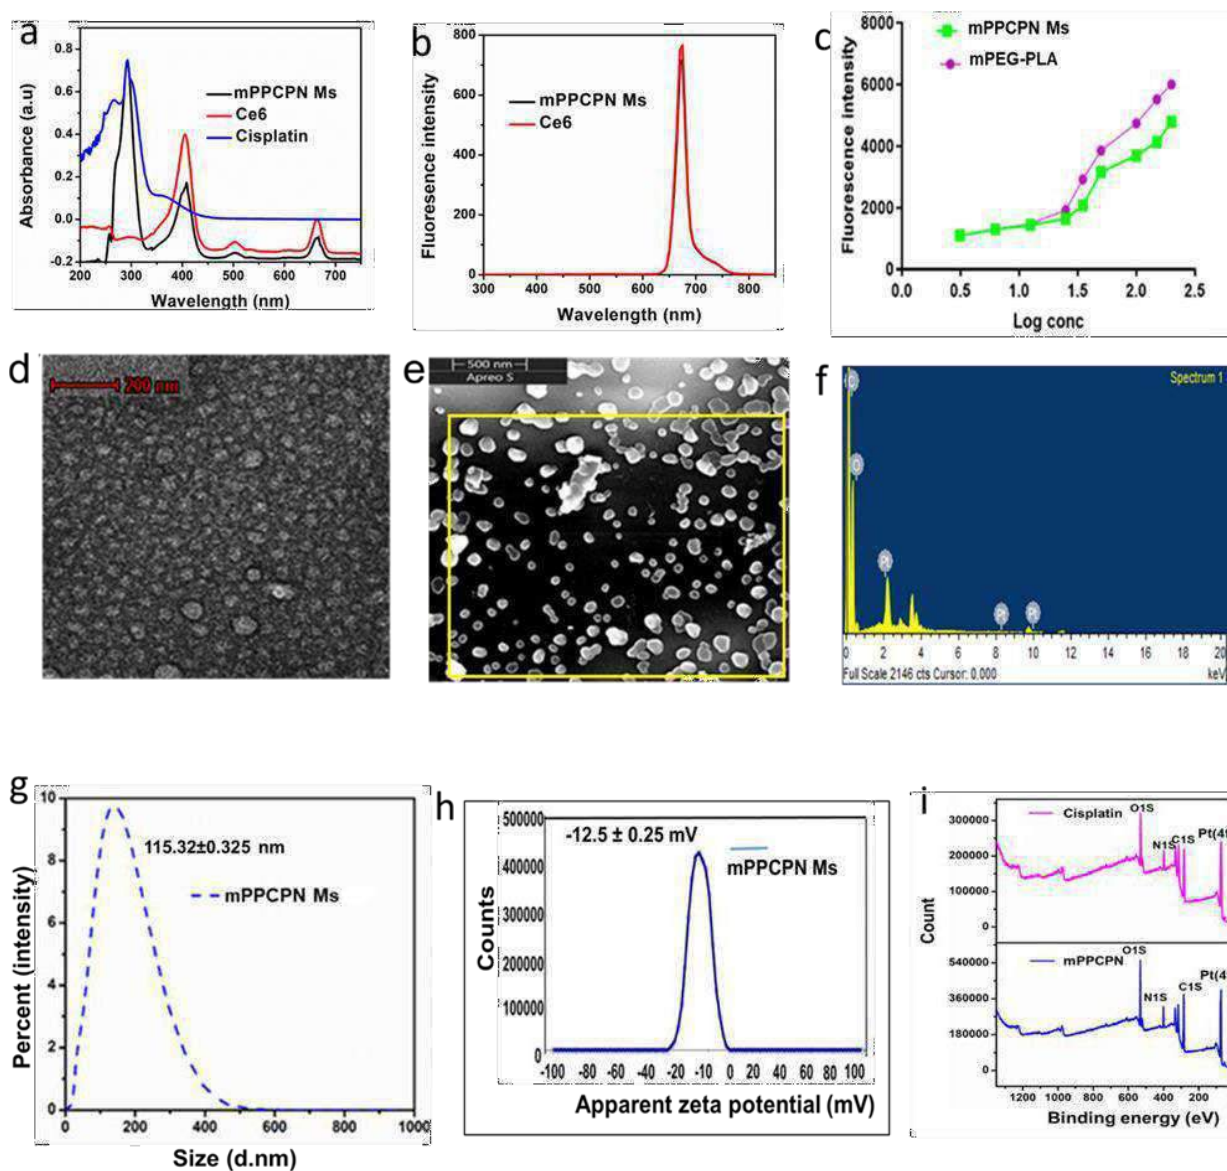 a
0.8
0.6
0.4
0.2
0.0
-0.2
mPPCPN Ms
Ce6
Cisplatin
Absorbance (a.u)
200 300 400 500 600 700
Wavelength (nm)
b
800
600
400
200
0
mPPCPN Ms
Ce6
Fluoresence intensity
300 400 500 600 700 800
Wavelength (nm)
c
8000
6000
4000
2000
0
mPPCPN Ms
mPEG-PLA
Fluorescence intensity
0.0 0.5 1.0 1.5 2.0 2.5
Log conc
d
200 nm
e
500 nm
Apreo S
f
Spectrum 1
C
O
Pt
Pt
Pt
0 2 4 6 8 10 12 14 16 18 20
Full Scale 2146 cts Cursor: 0.000
keV
g
10
8
6
4
2
0
115.32±0.325 nm
mPPCPN Ms
Percent (intensity)
0 200 400 600 800 1000
Size (d.nm)
h
500000
400000
300000
200000
100000
0
-12.5 ± 0.25 mV
mPPCPN Ms
Counts
-100 -80 -60 -40 -20 -10 0 20 30 40 60 80 100
Apparent zeta potential (mV)
i
300000
200000
100000
0
Cisplatin
O1S
N1S
C1S
Pt(4f
540000
360000
180000
0
mPPCPN
O1S
N1S
C1S
Pt(4
Count
1200 1000 800 600 400 200 0
Binding energy (eV)